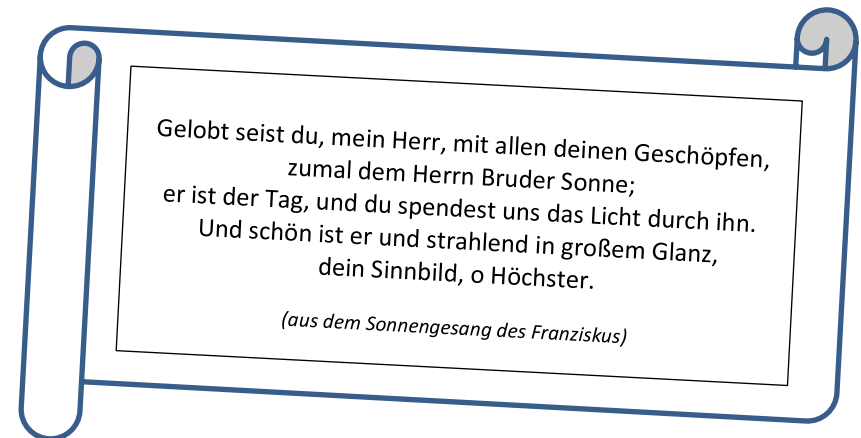 Gelobt seist du, mein Herr, mit allen deinen Geschöpfen,
zumal dem Herrn Bruder Sonne;
er ist der Tag, und du spendest uns das Licht durch ihn.
Und schön ist er und strahlend in großem Glanz,
dein Sinnbild, o Höchster.
(aus dem Sonnengesang des Franziskus)